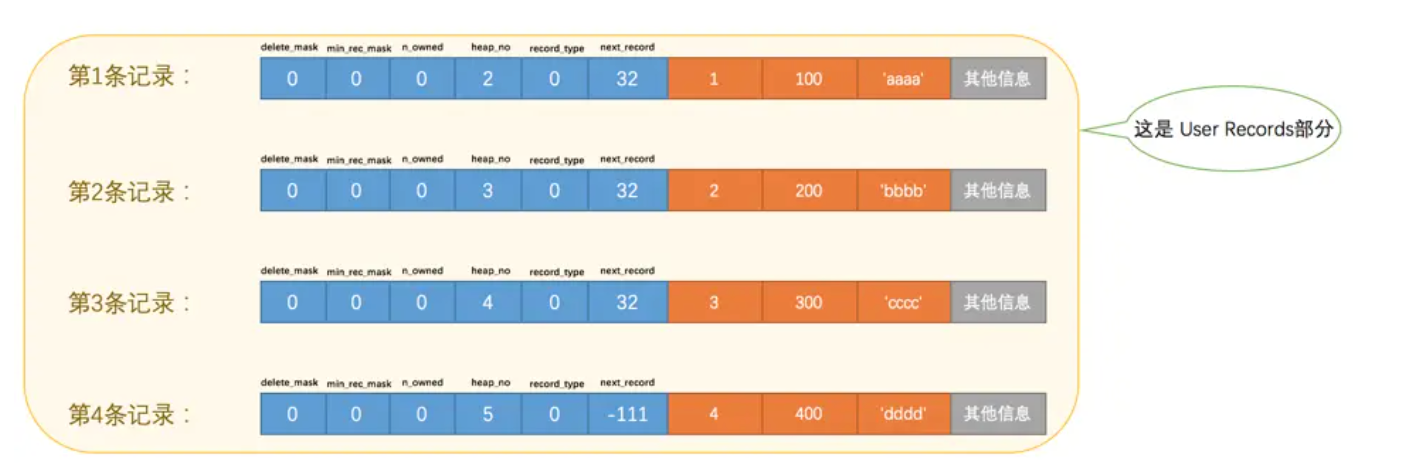 delete_mask min_rec_mask n_owned heap_no record_type next_record
第1条记录： 0 0 0 2 0 32 1 100 'aaaa' 其他信息
这是 User Records部分
delete_mask min_rec_mask n_owned heap_no record_type next_record
第2条记录： 0 0 0 3 0 32 2 200 'bbbb' 其他信息
delete_mask min_rec_mask n_owned heap_no record_type next_record
第3条记录： 0 0 0 4 0 32 3 300 'cccc' 其他信息
delete_mask min_rec_mask n_owned heap_no record_type next_record
第4条记录： 0 0 0 5 0 -111 4 400 'dddd' 其他信息